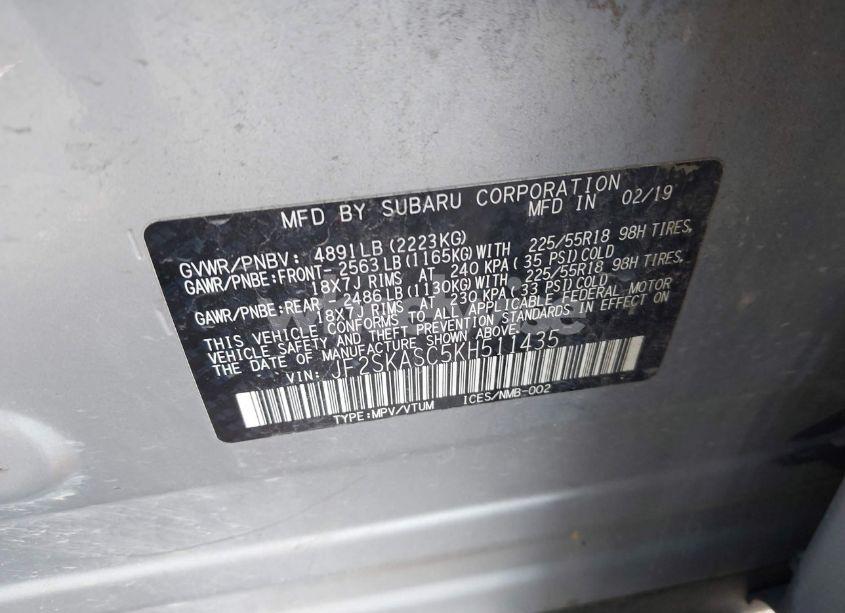 MFD BY SUBARU CORPORATION
MFD IN 02/19
GVWR/PNBV: 4891LB (2223KG)
GAWR/PNBE:FRONT- 2563 LB (1165KG) WITH 225/55R18 98H TIRES,
18X7J RIMS AT 240 KPA ( 35 PSI) COLD
GAWR/PNBE:REAR - 2486 LB (1130KG) WITH 225/55R18 98H TIRES,
18X7J RIMS AT 230 KPA ( 33 PSI) COLD
THIS VEHICLE CONFORMS TO ALL APPLICABLE FEDERAL MOTOR
VEHICLE SAFETY AND THEFT PREVENTION STANDARDS IN EFFECT ON
THE DATE OF MANUFACTURE SHOWN ABOVE.
VIN: JF2SKASC5KH511435
TYPE:MPV/VTUM ICES/NMB-002